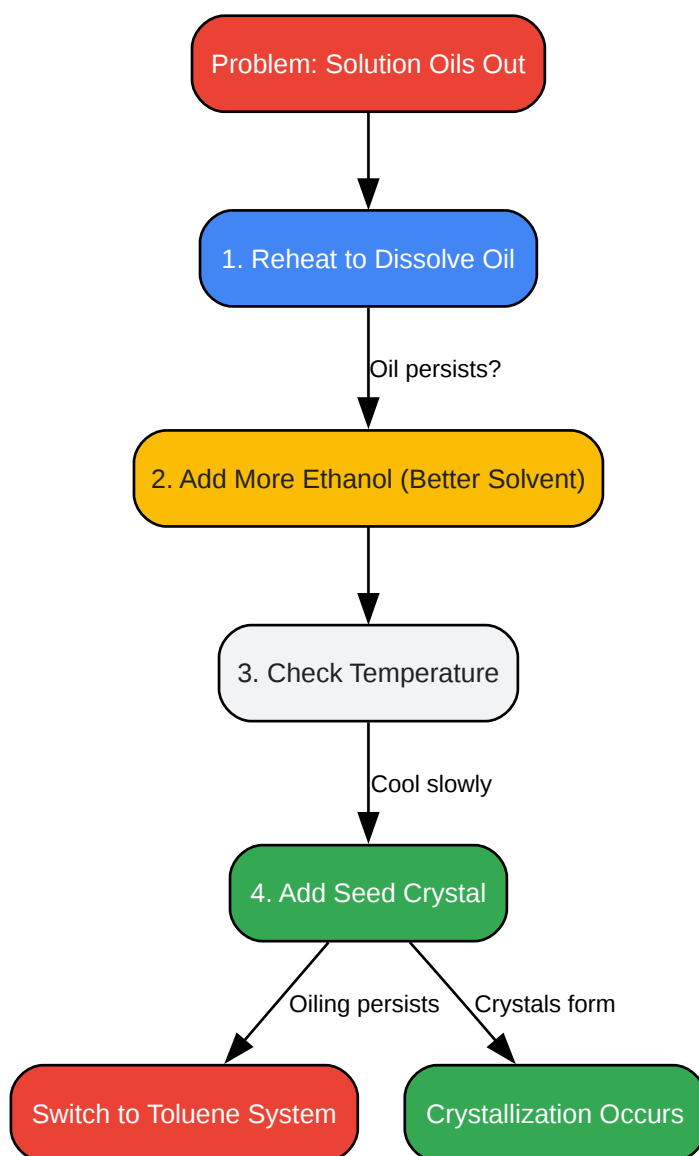 Problem: Solution Oils Out
1. Reheat to Dissolve Oil
Oil persists?
2. Add More Ethanol (Better Solvent)
3. Check Temperature
Cool slowly
4. Add Seed Crystal
Oiling persists
Crystals form
Switch to Toluene System
Crystallization Occurs